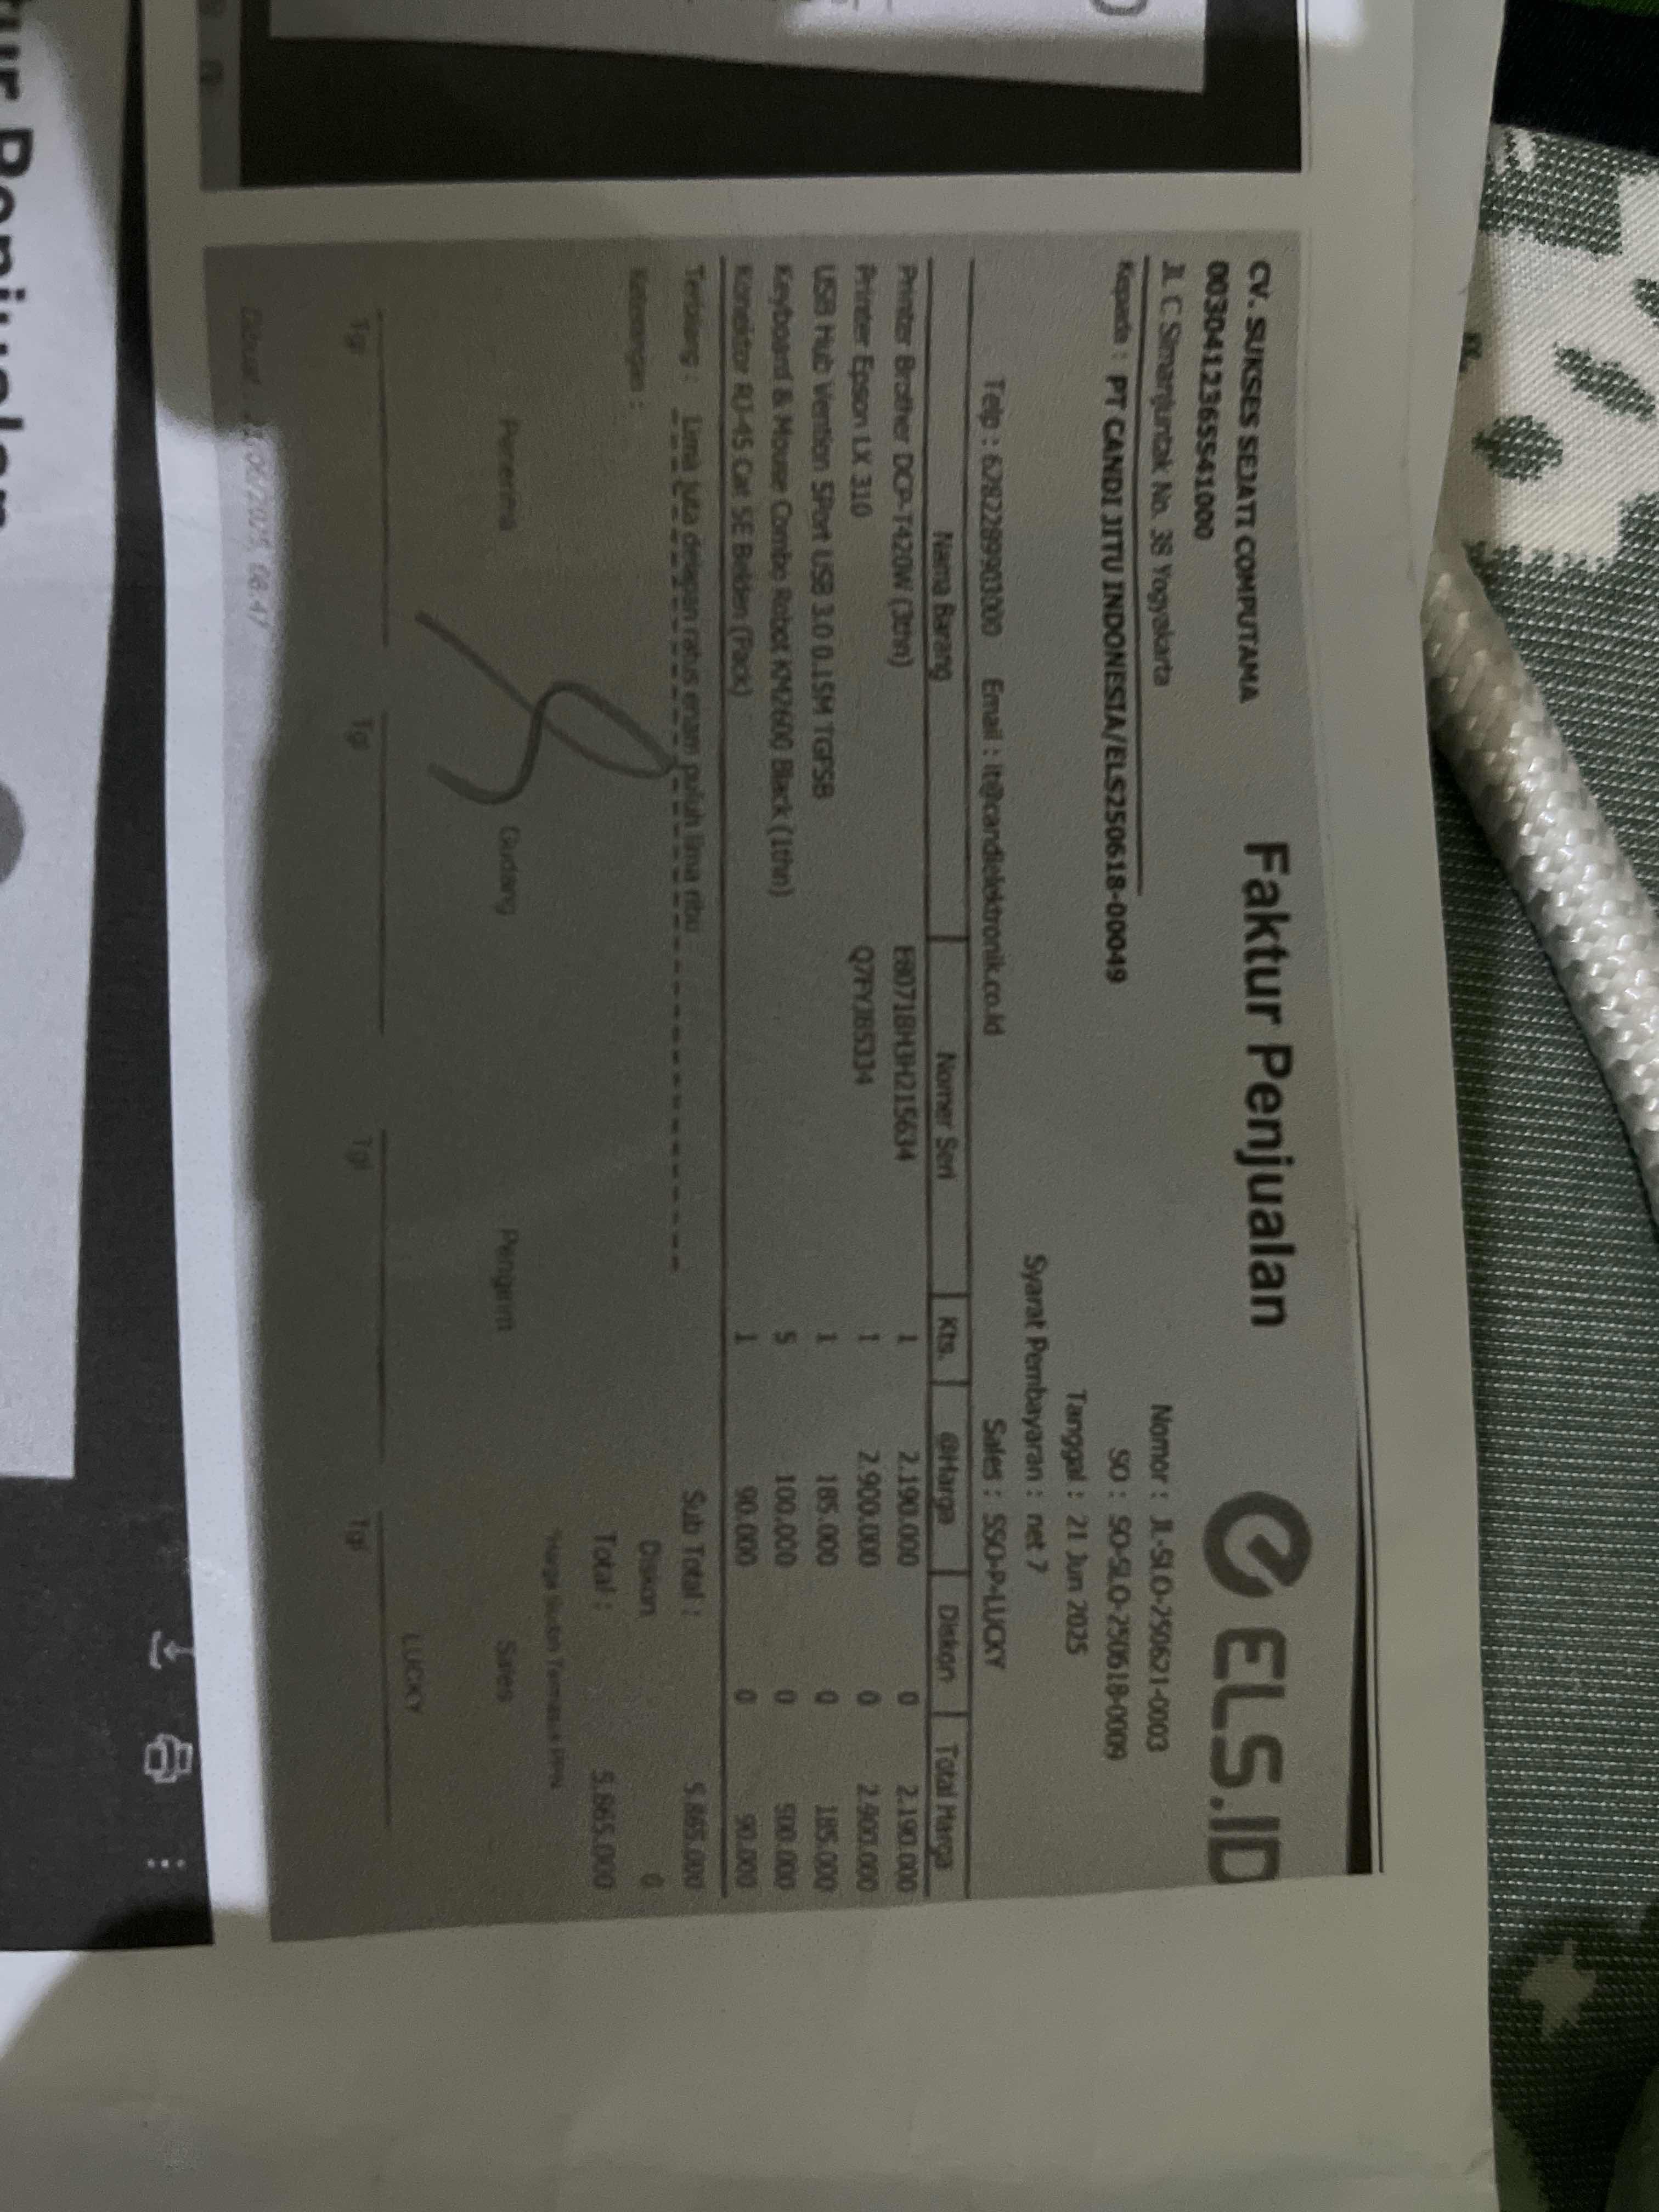 CV. SUKSES SEJATI COMPUTAMA
Faktur Penjualan
ELS.ID
0030412365541000
Jl. C Simanjuntak No. 38 Yogyakarta
Nomor : JL-SLO-250621-0003
Kepada : PT CANDI JITU INDONESIA/ELS250618-00049
SO : SO-SLO-250618-0009
Tanggal : 21 Jun 2025
Syarat Pembayaran : net 7
Telp : 6282289903000 Email : it@candielektronik.co.id
Sales : SSO-P-LUCKY
Nama Barang Nomer Seri Kts. @Harga Diskon Total Harga
Printer Brother DCP-T420W (3thn) E80718H3H215634 1 2.190.000 0 2.190.000
Printer Epson LX 310 Q7FYJ65334 1 2.900.000 0 2.900.000
USB Hub Vention 5Port USB 3.0 0.15M TGPSB 1 185.000 0 185.000
Keyboard & Mouse Combo Robot KM2600 Black (1thn) 5 100.000 0 500.000
Konektor RJ-45 Cat 5E Belden (Pack) 1 90.000 0 90.000
Terbilang : Lima juta delapan ratus enam puluh lima ribu
Sub Total : 5.865.000
Keterangan :
Diskon 0
Total : 5.865.000
*Harga Sudah Termasuk PPN
Penerima Gudang Pengirim Sales
LUCKY
Tgl Tgl Tgl Tgl
08:47